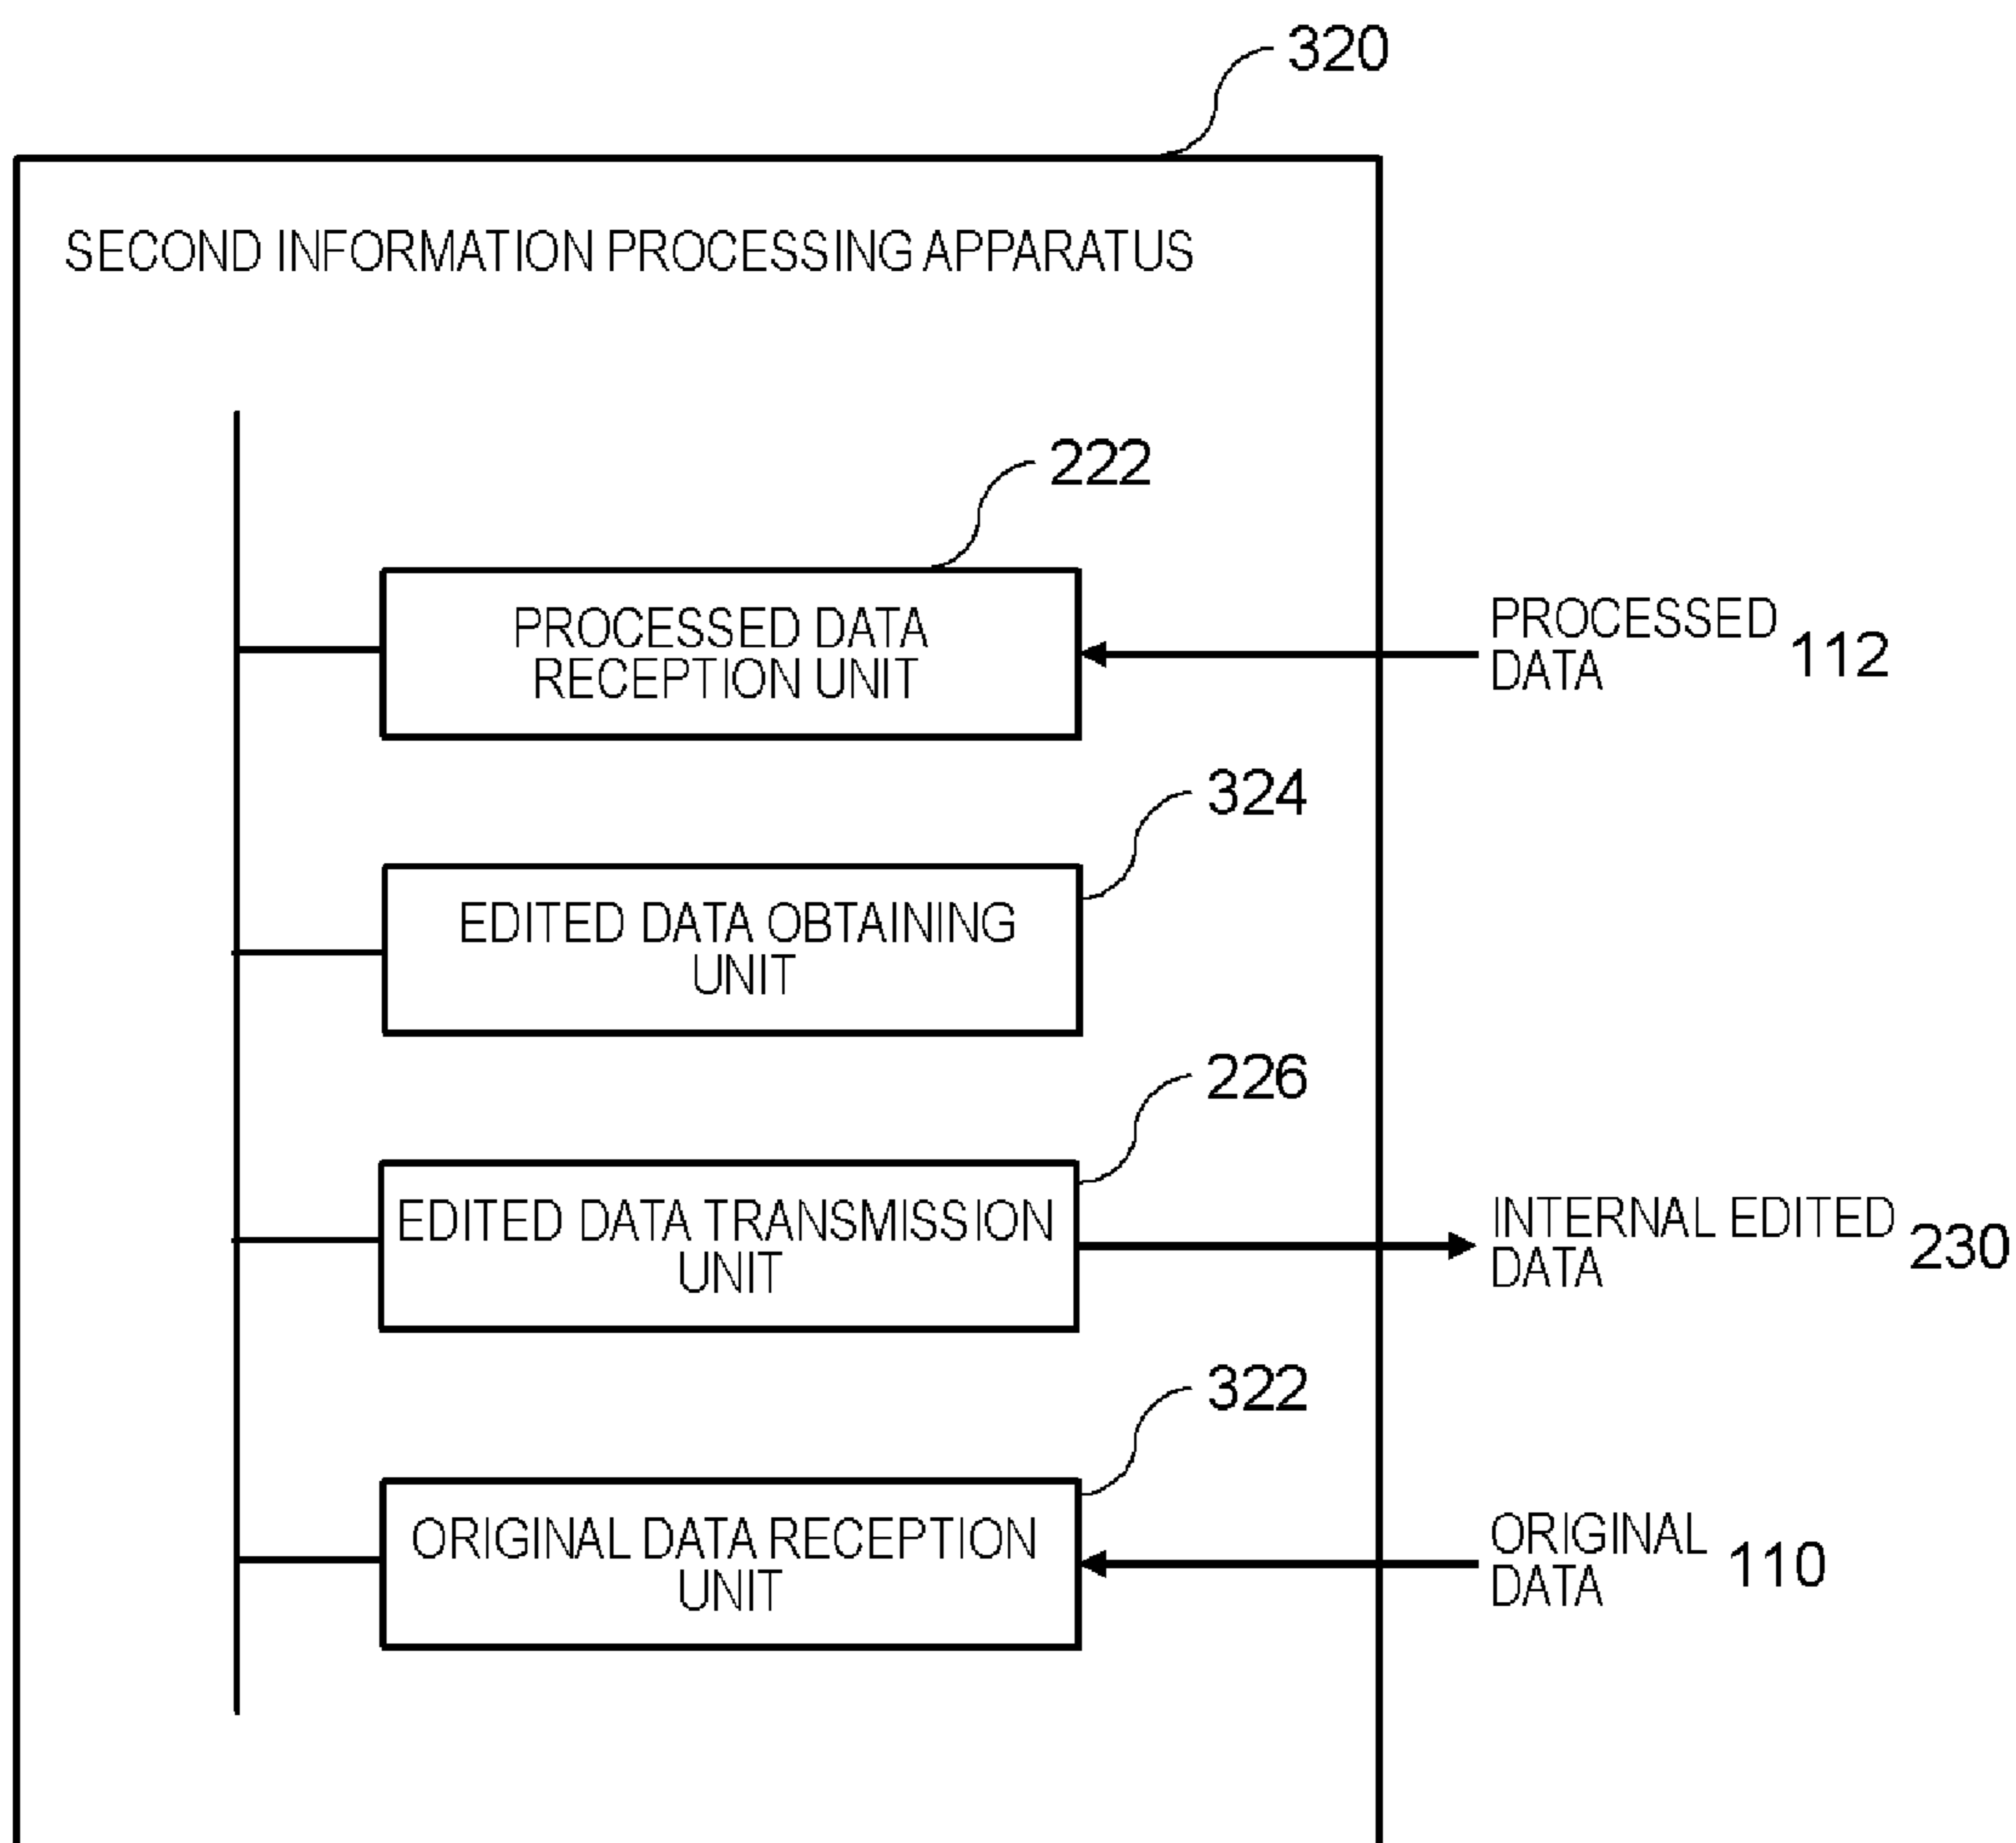 320
SECOND INFORMATION PROCESSING APPARATUS
222
PROCESSED DATA
RECEPTION UNIT
PROCESSED
DATA
112
324
EDITED DATA OBTAINING
UNIT
226
EDITED DATA TRANSMISSION
UNIT
INTERNAL EDITED
DATA
230
322
ORIGINAL DATA RECEPTION
UNIT
ORIGINAL
DATA
110